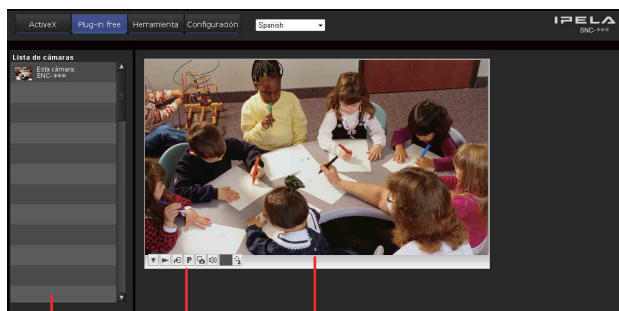 ActiveX Plug-in free Herramienta Configuración Spanish
IPELA
SNC-***
Lista de cámaras
Esta cámara:
SNC-***
P